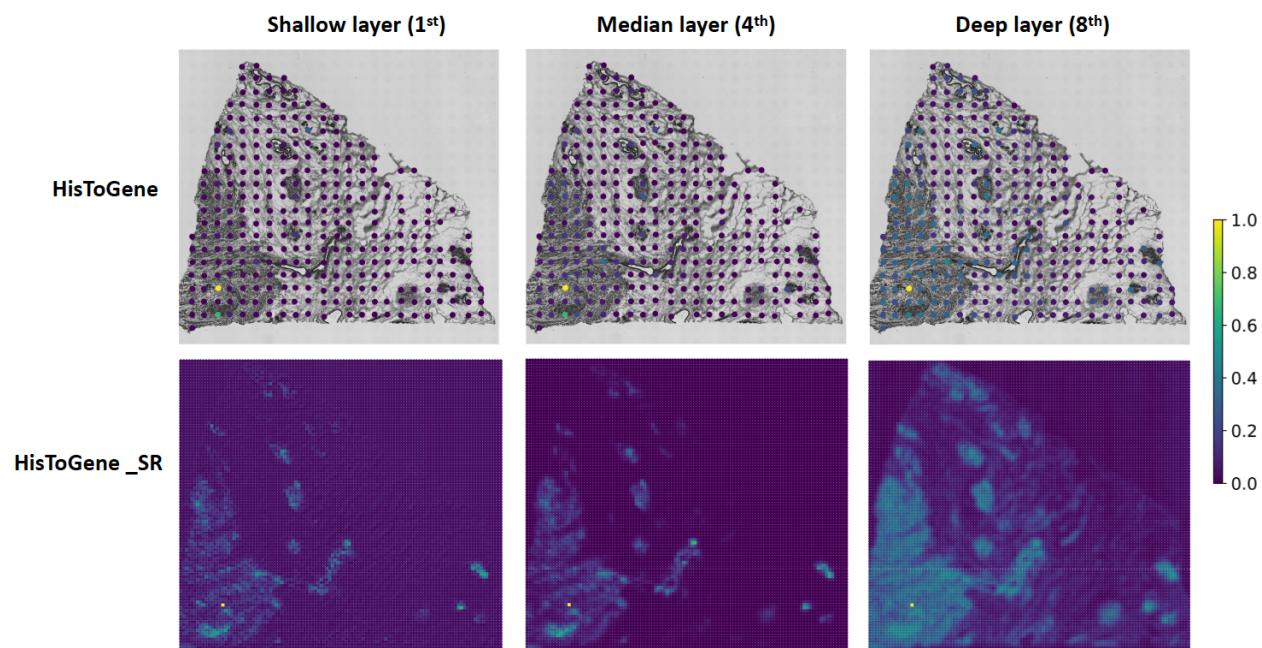 Shallow layer (1st)
Median layer (4th)
Deep layer (8th)
HisToGene
1.0
0.8
0.6
0.4
0.2
0.0
HisToGene _SR